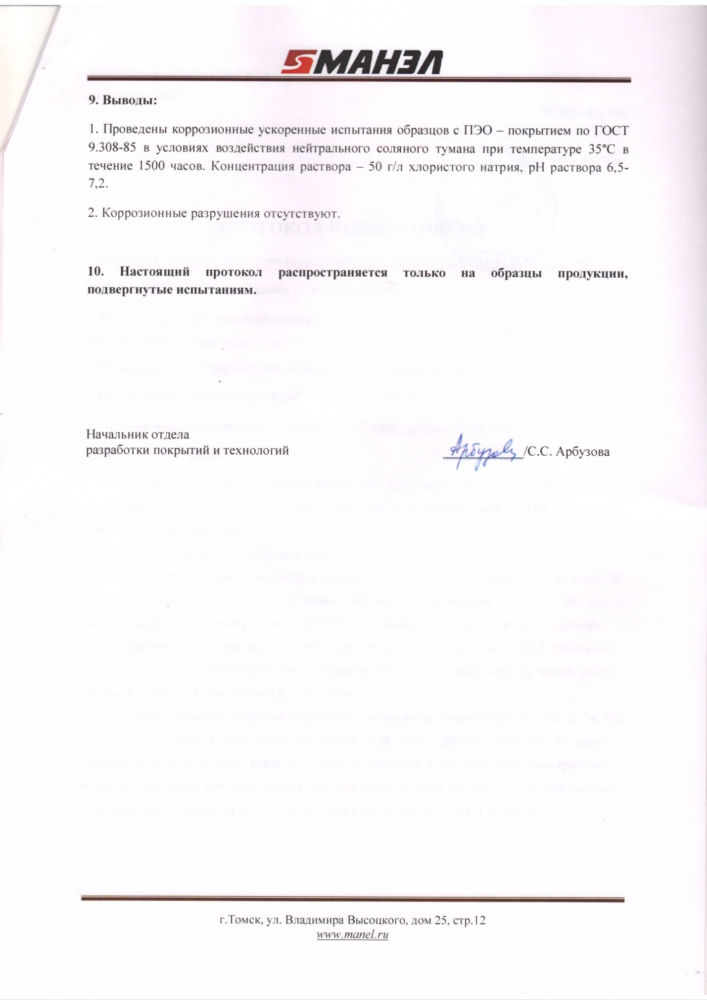 МАНЭЛ
9. Выводы:
1. Проведены коррозионные ускоренные испытания образцов с ПЭО – покрытием по ГОСТ
9.308-85 в условиях воздействия нейтрального соляного тумана при температуре 35°С в
течение 1500 часов. Концентрация раствора – 50 г/л хлористого натрия, рН раствора 6,5-
7,2.
2. Коррозионные разрушения отсутствуют.
10. Настоящий протокол распространяется только на образцы продукции,
подвергнутые испытаниям.
Начальник отдела
разработки покрытий и технологий Арбузова /С.С. Арбузова
г.Томск, ул. Владимира Высоцкого, дом 25, стр.12
www.manel.ru